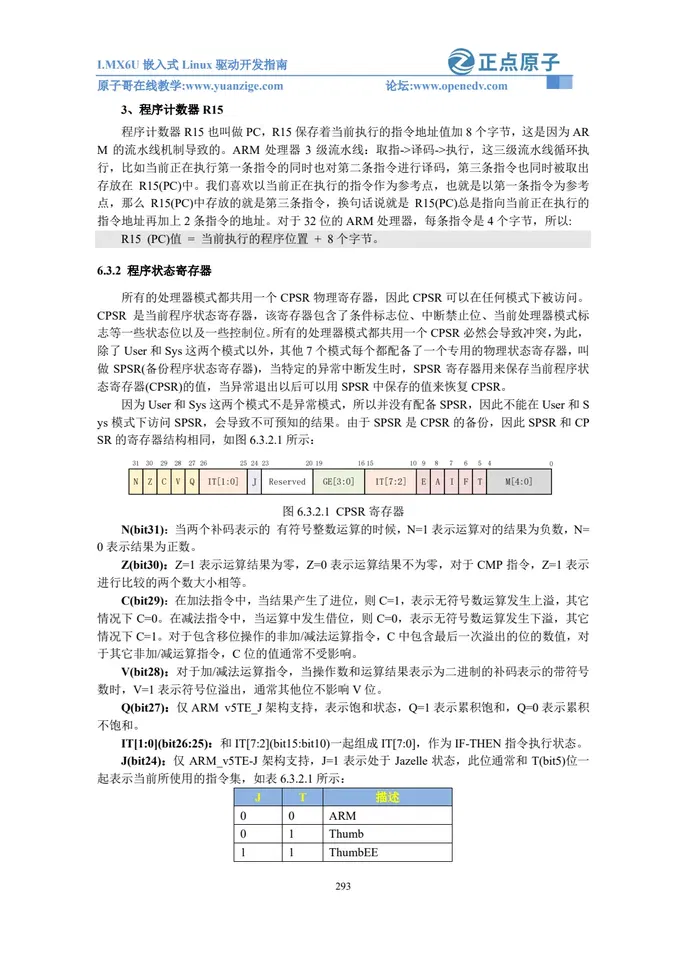 I.MX6U 嵌入式 Linux 驱动开发指南
正点原子
原子哥在线教学:www.yuanzige.com 论坛:www.openedv.com
3、程序计数器 R15
程序计数器 R15 也叫做 PC，R15 保存着当前执行的指令地址值加 8 个字节，这是因为 AR
M 的流水线机制导致的。ARM 处理器 3 级流水线：取指->译码->执行，这三级流水线循环执
行，比如当前正在执行第一条指令的同时也对第二条指令进行译码，第三条指令也同时被取出
存放在 R15(PC)中。我们喜欢以当前正在执行的指令作为参考点，也就是以第一条指令为参考
点，那么 R15(PC)中存放的就是第三条指令，换句话说就是 R15(PC)总是指向当前正在执行的
指令地址再加上 2 条指令的地址。对于 32 位的 ARM 处理器，每条指令是 4 个字节，所以:
R15 (PC)值 = 当前执行的程序位置 + 8 个字节。
6.3.2 程序状态寄存器
所有的处理器模式都共用一个 CPSR 物理寄存器，因此 CPSR 可以在任何模式下被访问。
CPSR 是当前程序状态寄存器，该寄存器包含了条件标志位、中断禁止位、当前处理器模式标
志等一些状态位以及一些控制位。所有的处理器模式都共用一个 CPSR 必然会导致冲突，为此，
除了 User 和 Sys 这两个模式以外，其他 7 个模式每个都配备了一个专用的物理状态寄存器，叫
做 SPSR(备份程序状态寄存器)，当特定的异常中断发生时，SPSR 寄存器用来保存当前程序状
态寄存器(CPSR)的值，当异常退出以后可以用 SPSR 中保存的值来恢复 CPSR。
因为 User 和 Sys 这两个模式不是异常模式，所以并没有配备 SPSR，因此不能在 User 和 S
ys 模式下访问 SPSR，会导致不可预知的结果。由于 SPSR 是 CPSR 的备份，因此 SPSR 和 CP
SR 的寄存器结构相同，如图 6.3.2.1 所示：
31 30 29 28 27 26 25 24 23 20 19 16 15 10 9 8 7 6 5 4 0
N Z C V Q IT[1:0] J Reserved GE[3:0] IT[7:2] E A I F T M[4:0]
图 6.3.2.1 CPSR 寄存器
N(bit31)：当两个补码表示的 有符号整数运算的时候，N=1 表示运算对的结果为负数，N=
0 表示结果为正数。
Z(bit30)：Z=1 表示运算结果为零，Z=0 表示运算结果不为零，对于 CMP 指令，Z=1 表示
进行比较的两个数大小相等。
C(bit29)：在加法指令中，当结果产生了进位，则 C=1，表示无符号数运算发生上溢，其它
情况下 C=0。在减法指令中，当运算中发生借位，则 C=0，表示无符号数运算发生下溢，其它
情况下 C=1。对于包含移位操作的非加/减法运算指令，C 中包含最后一次溢出的位的数值，对
于其它非加/减运算指令，C 位的值通常不受影响。
V(bit28)：对于加/减法运算指令，当操作数和运算结果表示为二进制的补码表示的带符号
数时，V=1 表示符号位溢出，通常其他位不影响 V 位。
Q(bit27)：仅 ARM v5TE_J 架构支持，表示饱和状态，Q=1 表示累积饱和，Q=0 表示累积
不饱和。
IT[1:0](bit26:25)：和 IT[7:2](bit15:bit10)一起组成 IT[7:0]，作为 IF-THEN 指令执行状态。
J(bit24)：仅 ARM_v5TE-J 架构支持，J=1 表示处于 Jazelle 状态，此位通常和 T(bit5)位一
起表示当前所使用的指令集，如表 6.3.2.1 所示：
J T 描述
0 0 ARM
0 1 Thumb
1 1 ThumbEE
293